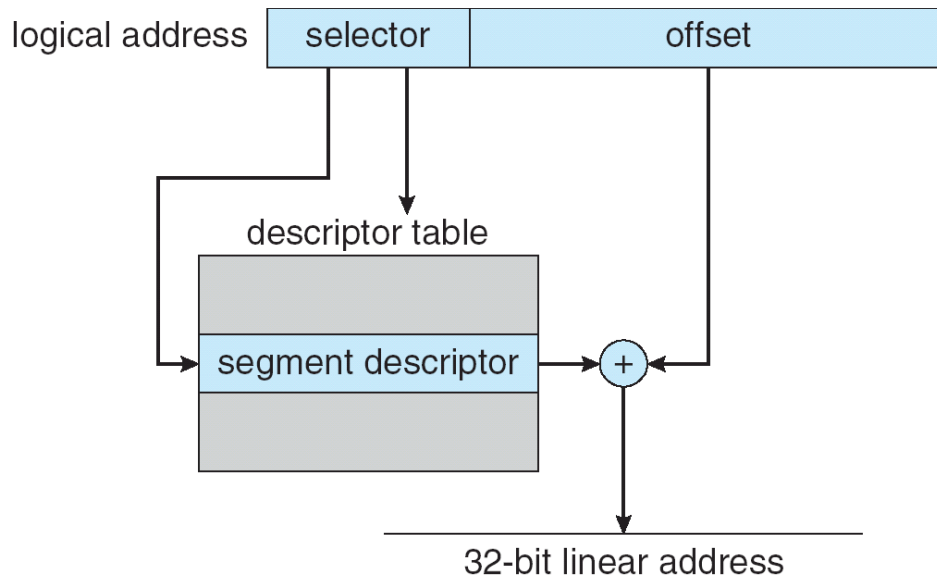 logical address selector offset
descriptor table
segment descriptor +
32-bit linear address